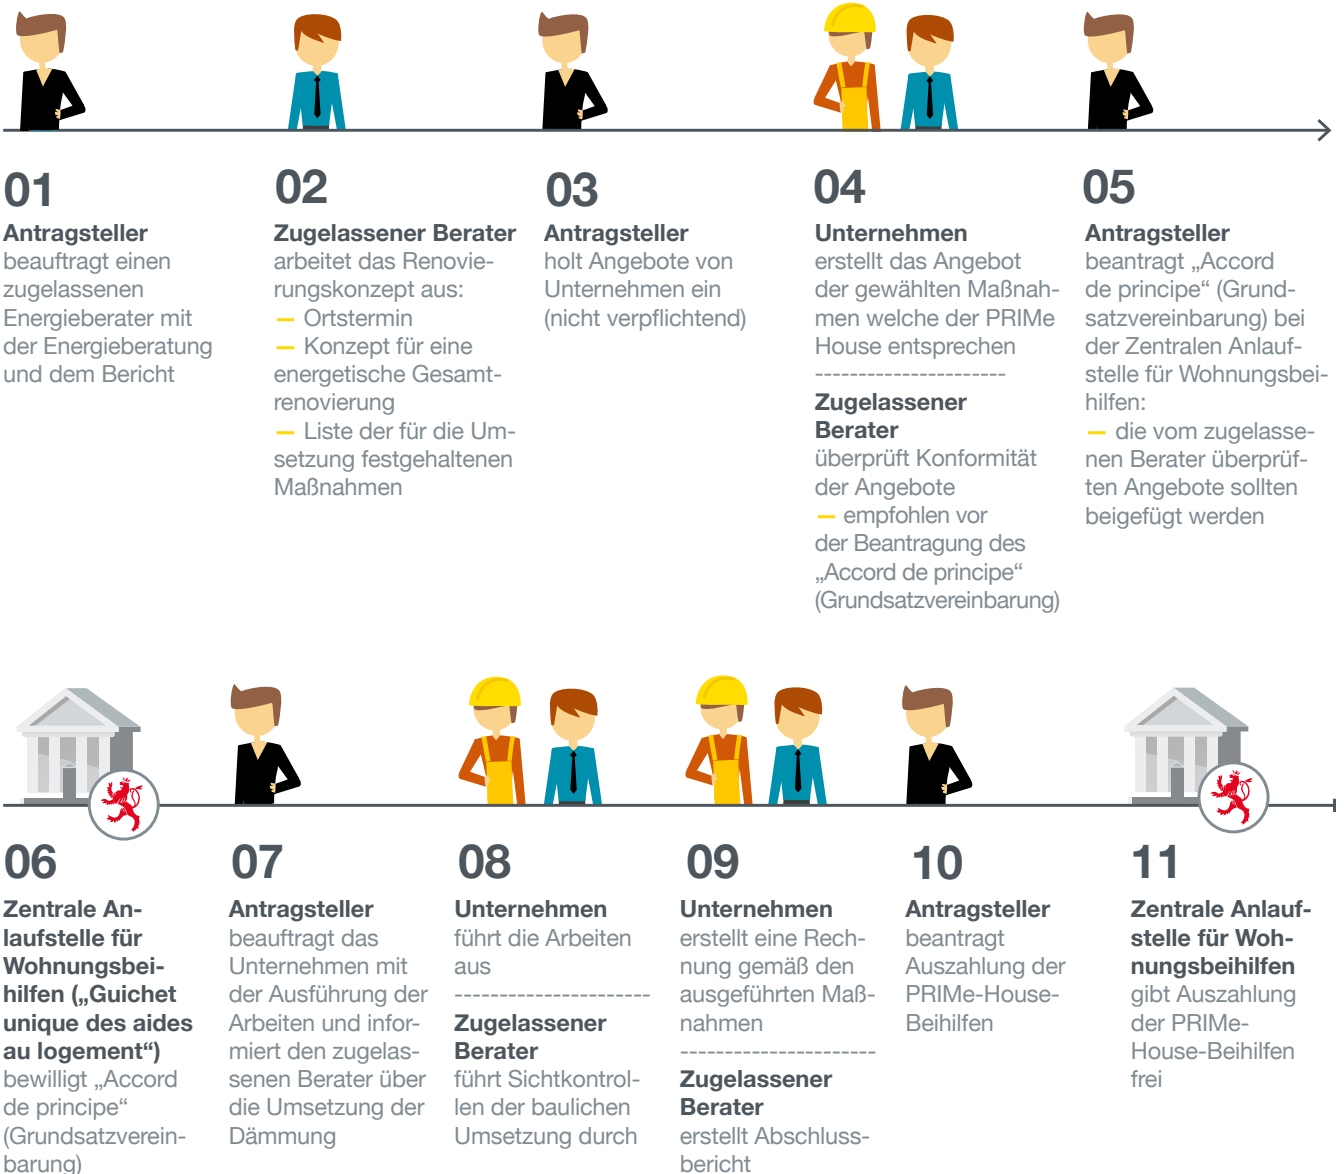 01
Antragsteller
beauftragt einen
zugelassenen
Energieberater mit
der Energieberatung
und dem Bericht
02
Zugelassener Berater
arbeitet das Renovie-
rungskonzept aus:
— Ortstermin
— Konzept für eine
energetische Gesamt-
renovierung
— Liste der für die Um-
setzung festgehaltenen
Maßnahmen
03
Antragsteller
holt Angebote von
Unternehmen ein
(nicht verpflichtend)
04
Unternehmen
erstellt das Angebot
der gewählten Maßnah-
men welche der PRIMe
House entsprechen
----------------------
Zugelassener
Berater
überprüft Konformität
der Angebote
— empfohlen vor
der Beantragung des
„Accord de principe“
(Grundsatzvereinbarung)
05
Antragsteller
beantragt „Accord
de principe“ (Grund-
satzvereinbarung) bei
der Zentralen Anlauf-
stelle für Wohnungsbei-
hilfen:
— die vom zugelasse-
nen Berater überprüf-
ten Angebote sollten
beigefügt werden
06
Zentrale An-
laufstelle für
Wohnungsbei-
hilfen („Guichet
unique des aides
au logement“)
bewilligt „Accord
de principe“
(Grundsatzverein-
barung)
07
Antragsteller
beauftragt das
Unternehmen mit
der Ausführung der
Arbeiten und infor-
miert den zugelas-
senen Berater über
die Umsetzung der
Dämmung
08
Unternehmen
führt die Arbeiten
aus
----------------------
Zugelassener
Berater
führt Sichtkontrol-
len der baulichen
Umsetzung durch
09
Unternehmen
erstellt eine Rech-
nung gemäß den
ausgeführten Maß-
nahmen
----------------------
Zugelassener
Berater
erstellt Abschluss-
bericht
10
Antragsteller
beantragt
Auszahlung der
PRIMe-House-
Beihilfen
11
Zentrale Anlauf-
stelle für Woh-
nungsbeihilfen
gibt Auszahlung
der PRIMe-
House-Beihilfen
frei